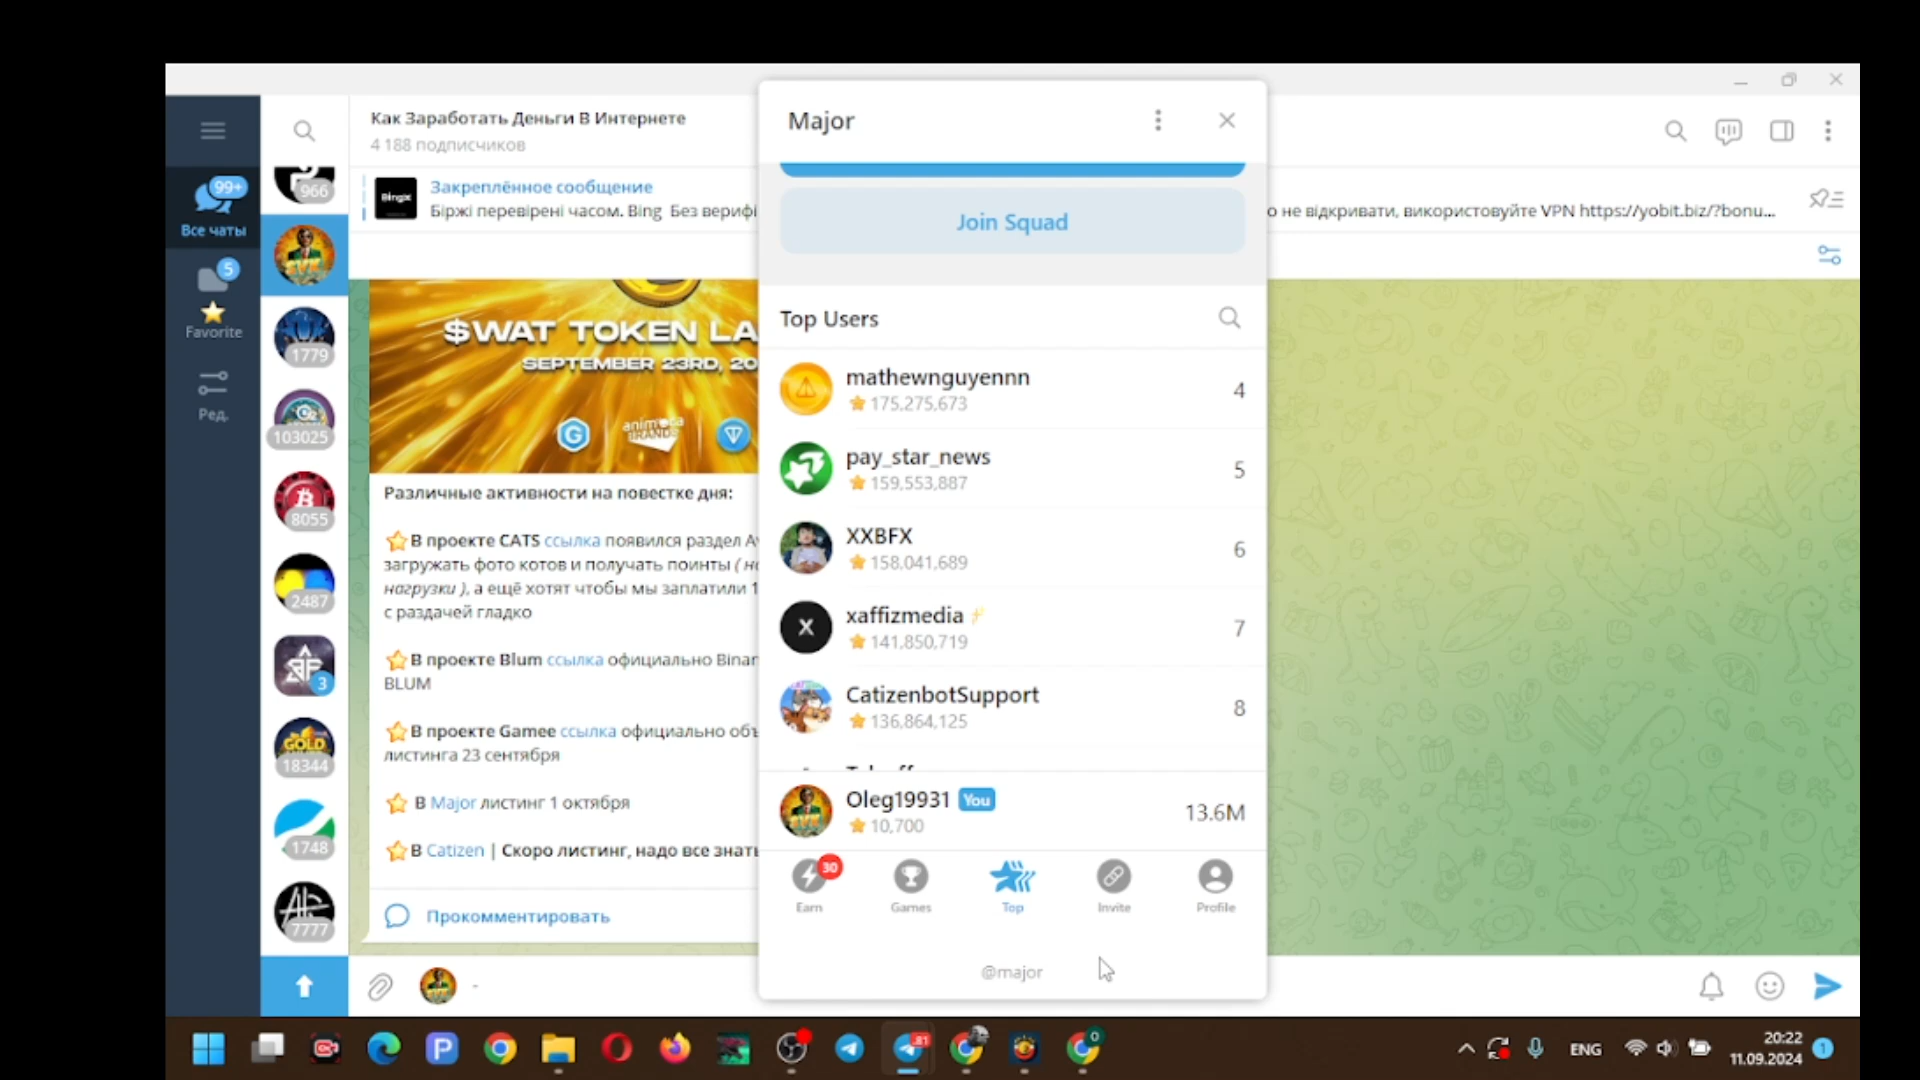 Как Заработать Деньги В Интернете
4 188 подписчиков
Закреплённое сообщение
Біржі перевірені часом. Bing Без верифі
о не відкривати, використовуйте VPN https://yobit.biz/?bonu...
BingX
99+
Все чаты
5
Favorite
Ред.
966
1779
103025
8055
2487
3
GOLD
18344
1748
7777
$WAT TOKEN LA
SEPTEMBER 23RD, 20
Различные активности на повестке дня:
В проекте CATS ссылка появился раздел A
загружать фото котов и получать поинты ( н
нагрузки ), а ещё хотят чтобы мы заплатили 1
с раздачей гладко
В проекте Blum ссылка официально Binan
BLUM
В проекте Gamee ссылка официально объ
листинга 23 сентября
В Major листинг 1 октября
В Catizen | Скоро листинг, надо все знать
Прокомментировать
-
Major
Join Squad
Top Users
mathewnguyennn
175,275,673
4
pay_star_news
159,553,887
5
XXBFX
158,041,689
6
X
xaffizmedia
141,850,719
7
CatizenbotSupport
136,864,125
8
Oleg19931 You
10,700
13.6M
30
Earn
Games
Top
Invite
Profile
@major
81
ENG
20:22
11.09.2024
1